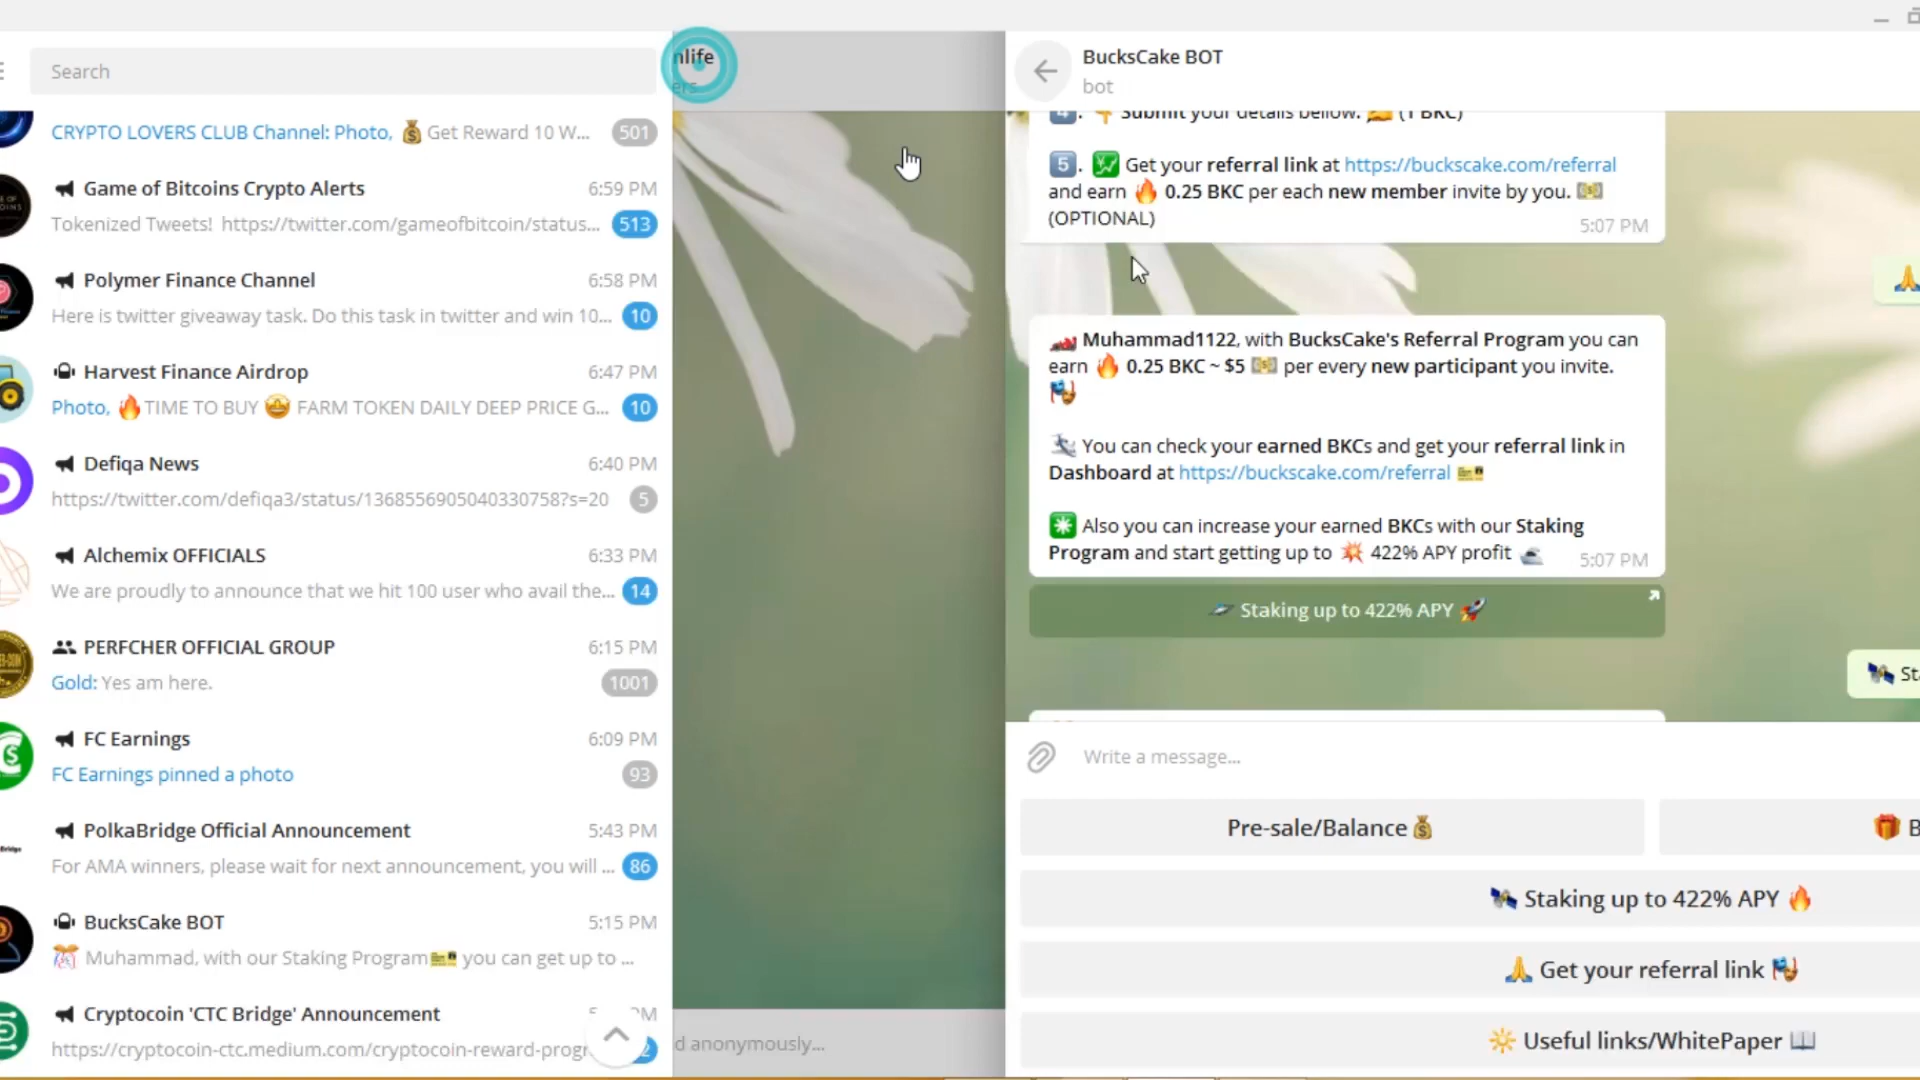 Search
CRYPTO LOVERS CLUB Channel: Photo, 💰 Get Reward 10 W... 501
Game of Bitcoins Crypto Alerts 6:59 PM
Tokenized Tweets! https://twitter.com/gameofbitcoin/status... 513
Polymer Finance Channel 6:58 PM
Here is twitter giveaway task. Do this task in twitter and win 10... 10
Harvest Finance Airdrop 6:47 PM
Photo, 🔥TIME TO BUY 🤩 FARM TOKEN DAILY DEEP PRICE G... 10
Defiqa News 6:40 PM
https://twitter.com/defiqa3/status/1368556905040330758?s=20 5
Alchemix OFFICIALS 6:33 PM
We are proudly to announce that we hit 100 user who avail the... 14
PERFCHER OFFICIAL GROUP 6:15 PM
Gold: Yes am here. 1001
FC Earnings 6:09 PM
FC Earnings pinned a photo 93
PolkaBridge Official Announcement 5:43 PM
For AMA winners, please wait for next announcement, you will ... 86
BucksCake BOT 5:15 PM
Muhammad, with our Staking Program🎫 you can get up to ...
Cryptocoin 'CTC Bridge' Announcement
https://cryptocoin-ctc.medium.com/cryptocoin-reward-progr
nlife
ers
d anonymously...
BucksCake BOT
bot
4. 👇 Submit your details bellow. (1 BKC)
5. 💹 Get your referral link at https://buckscake.com/referral
and earn 🔥 0.25 BKC per each new member invite by you. 💵
(OPTIONAL) 5:07 PM
🙏
🏎 Muhammad1122, with BucksCake's Referral Program you can
earn 🔥 0.25 BKC ~ $5 💵 per every new participant you invite.
🎭
You can check your earned BKCs and get your referral link in
Dashboard at https://buckscake.com/referral 🎫
✳️ Also you can increase your earned BKCs with our Staking
Program and start getting up to 💥 422% APY profit 5:07 PM
Staking up to 422% APY 🚀
🛰 St
Write a message...
Pre-sale/Balance💰
🎁 B
🛰 Staking up to 422% APY 🔥
🙏 Get your referral link 🎭
🔆 Useful links/WhitePaper 📖